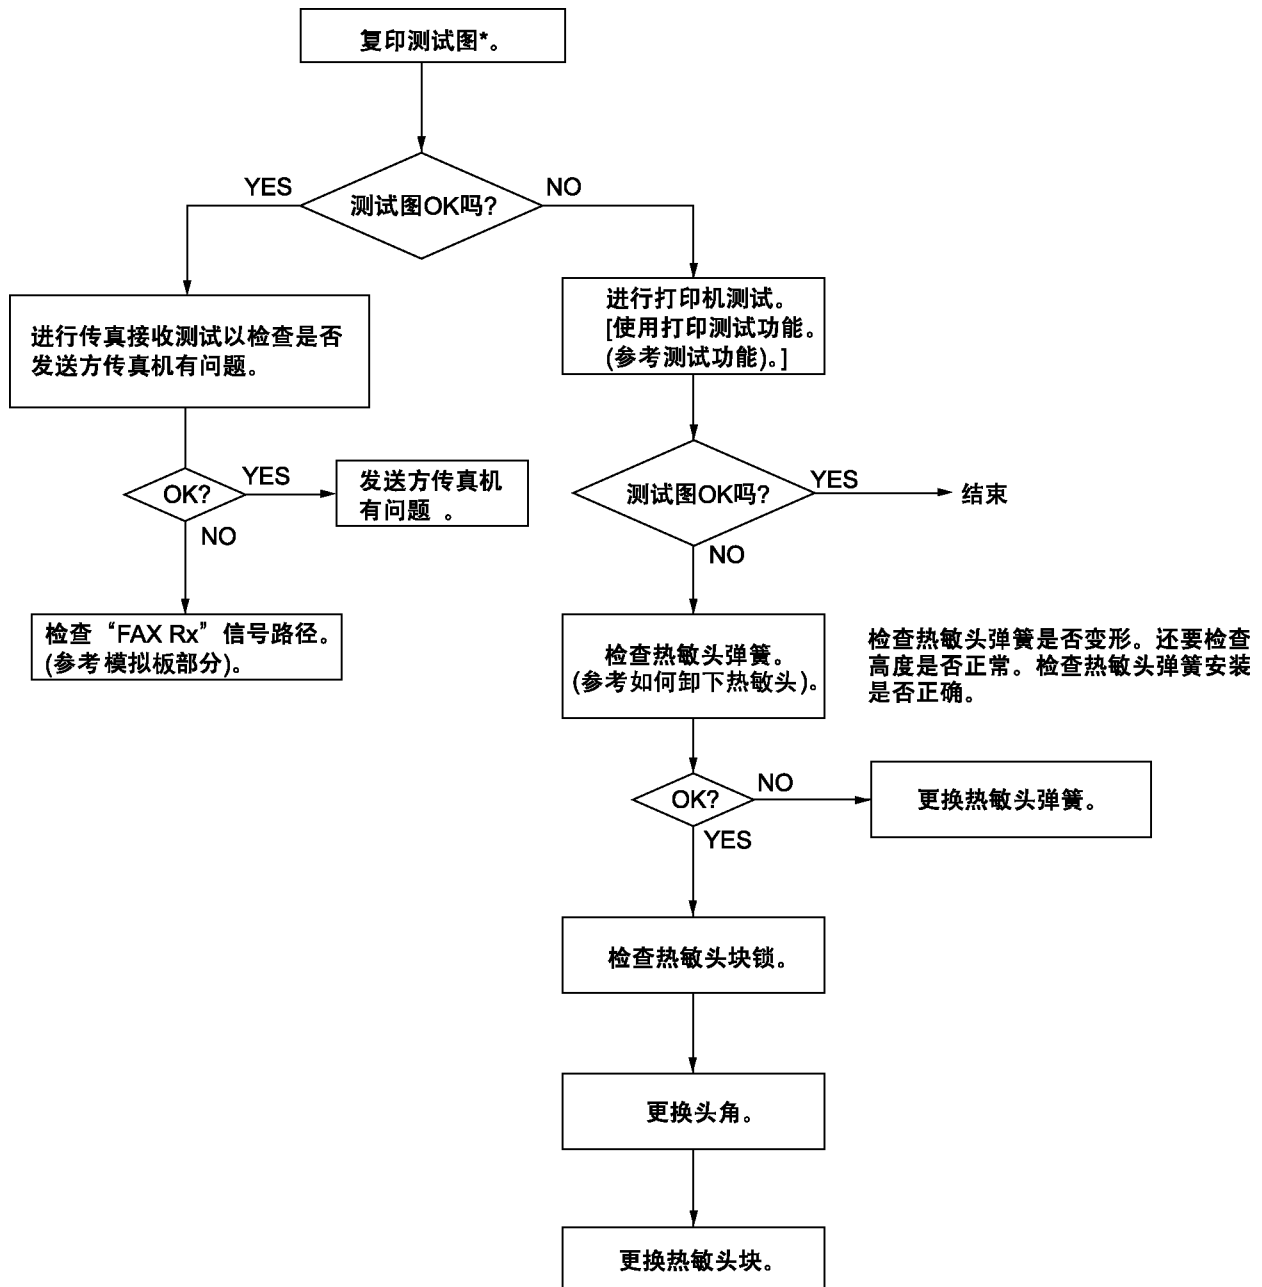 复印测试图*。
YES
测试图OK吗?
NO
进行传真接收测试以检查是否
发送方传真机有问题。
进行打印机测试。
[使用打印测试功能。
(参考测试功能)。]
OK?
YES
发送方传真机
有问题 。
NO
测试图OK吗?
YES
结束
NO
检查“FAX Rx”信号路径。
(参考模拟板部分)。
检查热敏头弹簧。
(参考如何卸下热敏头)。
检查热敏头弹簧是否变形。还要检查
高度是否正常。检查热敏头弹簧安装
是否正确。
OK?
NO
更换热敏头弹簧。
YES
检查热敏头块锁。
更换头角。
更换热敏头块。